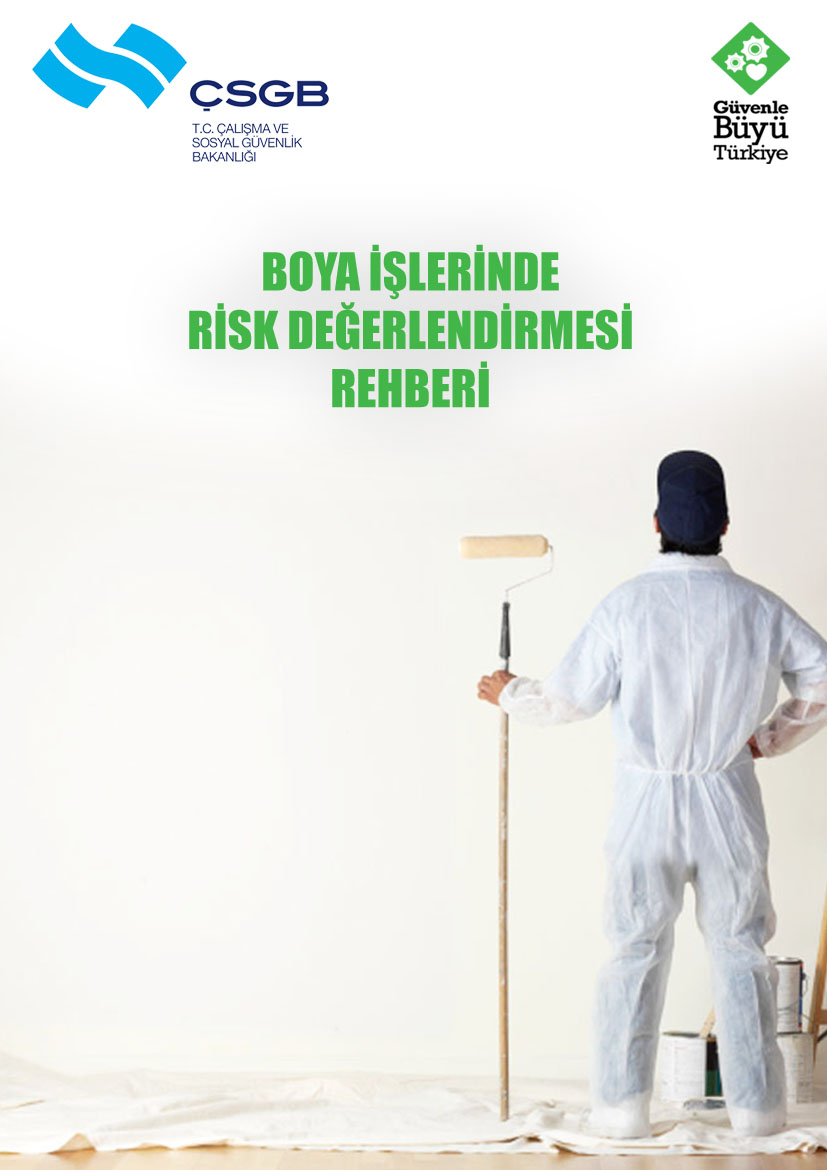 ÇSGB
T.C. ÇALIŞMA VE
SOSYAL GÜVENLİK
BAKANLIĞI
Güvenle
Büyü
Türkiye
BOYA İŞLERİNDE
RİSK DEĞERLENDİRMESİ
REHBERİ